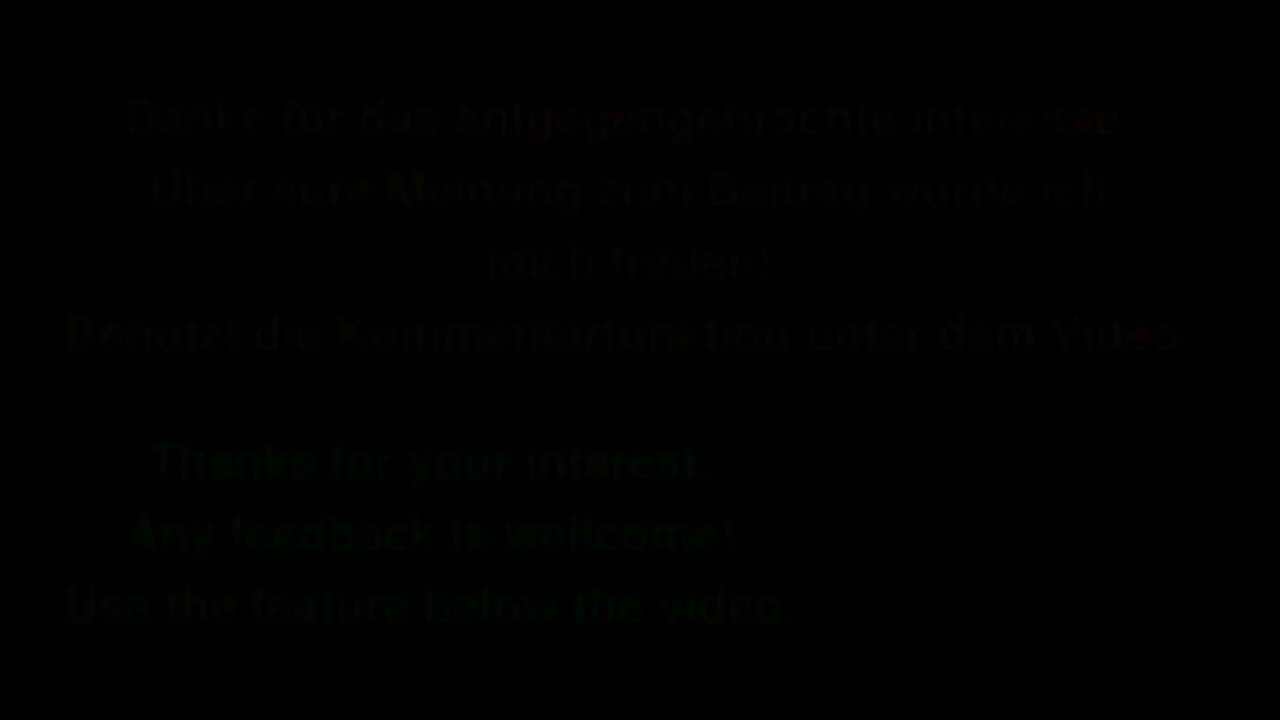 Danke für das entgegengebrachte Interesse.
Über eure Meinung zum Beitrag würde ich
mich freuen!
Benutzt die Kommentarfunktion unter dem Video.
Thanks for your interest.
Any feedback is wellcome!
Use the feature below the video.